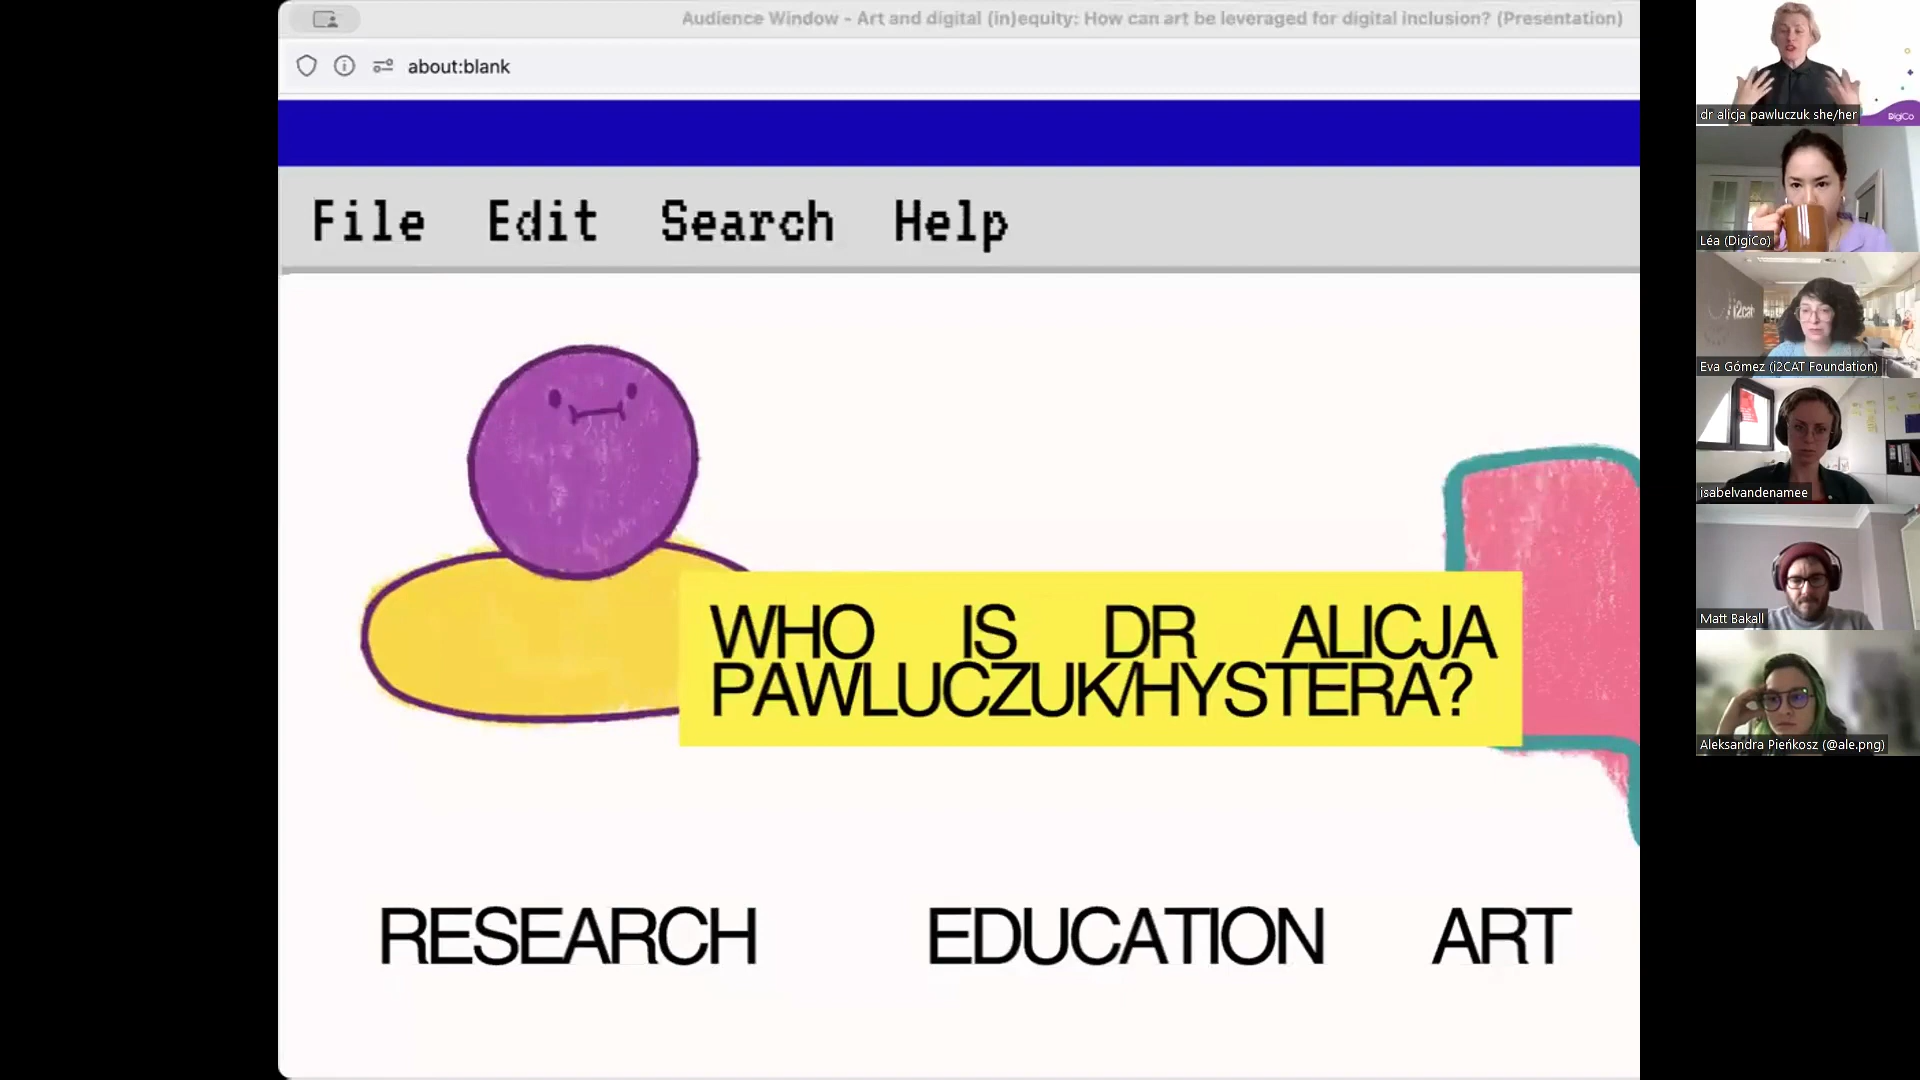 Audience Window - Art and digital (in)equity: How can art be leveraged for digital inclusion? (Presentation)
about:blank
File Edit Search Help
WHO IS DR ALICJA
PAWLUCZUK/HYSTERA?
RESEARCH EDUCATION ART
dr alicja pawluczuk she/her
DigiCo
Léa (DigiCo)
i2cat
Eva Gómez (i2CAT Foundation)
isabelvandenamee
Matt Bakall
Aleksandra Pieńkosz (@ale.png)